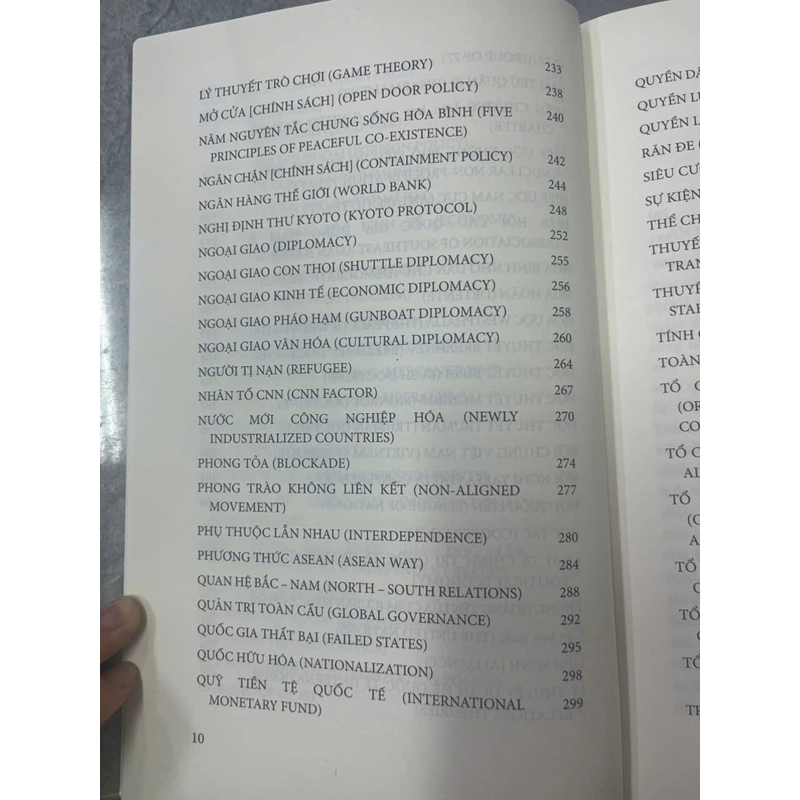 LÝ THUYẾT TRÒ CHƠI (GAME THEORY) 233
MỞ CỬA [CHÍNH SÁCH] (OPEN DOOR POLICY) 238
NĂM NGUYÊN TẮC CHUNG SỐNG HÒA BÌNH (FIVE 240
PRINCIPLES OF PEACEFUL CO-EXISTENCE)
NGĂN CHẶN [CHÍNH SÁCH] (CONTAINMENT POLICY) 242
NGÂN HÀNG THẾ GIỚI (WORLD BANK) 244
NGHỊ ĐỊNH THƯ KYOTO (KYOTO PROTOCOL) 248
NGOẠI GIAO (DIPLOMACY) 252
NGOẠI GIAO CON THOI (SHUTTLE DIPLOMACY) 255
NGOẠI GIAO KINH TẾ (ECONOMIC DIPLOMACY) 256
NGOẠI GIAO PHÁO HẠM (GUNBOAT DIPLOMACY) 258
NGOẠI GIAO VĂN HÓA (CULTURAL DIPLOMACY) 260
NGƯỜI TỊ NẠN (REFUGEE) 264
NHÂN TỐ CNN (CNN FACTOR) 267
NƯỚC MỚI CÔNG NGHIỆP HÓA (NEWLY 270
INDUSTRIALIZED COUNTRIES)
PHONG TỎA (BLOCKADE) 274
PHONG TRÀO KHÔNG LIÊN KẾT (NON-ALIGNED 277
MOVEMENT)
PHỤ THUỘC LẪN NHAU (INTERDEPENDENCE) 280
PHƯƠNG THỨC ASEAN (ASEAN WAY) 284
QUAN HỆ BẮC – NAM (NORTH – SOUTH RELATIONS) 288
QUẢN TRỊ TOÀN CẦU (GLOBAL GOVERNANCE) 292
QUỐC GIA THẤT BẠI (FAILED STATES) 295
QUỐC HỮU HÓA (NATIONALIZATION) 298
QUỸ TIỀN TỆ QUỐC TẾ (INTERNATIONAL 299
MONETARY FUND)
10
QUYỀN
QUYỀN
QUYỀN
RĂN ĐE
SIÊU
SỰ KIỆN
THỂ
THUYẾT
THUYẾT
TÍNH
TOÀN
TỔ
TỔ
TỔ
TỔ
TỔ
TỔ
TỔ